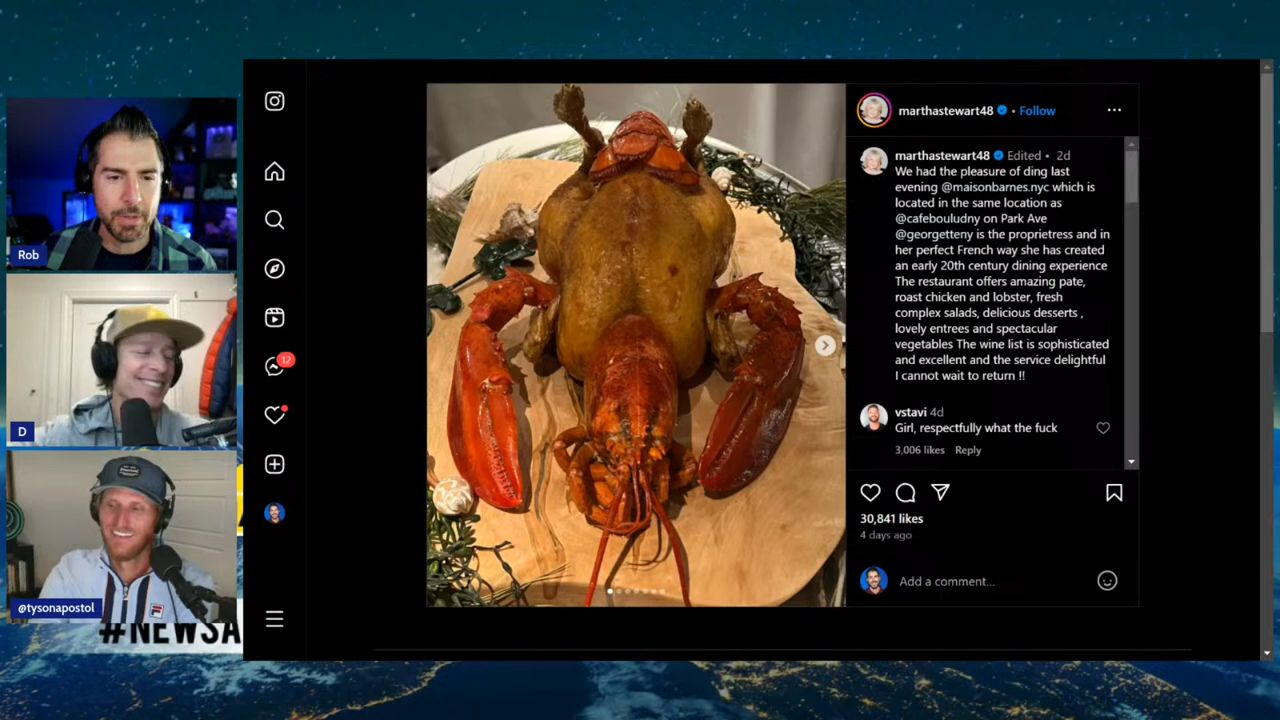 Rob
D
@tysonapostol
#NEWSA
12
marthastewart48 • Follow
marthastewart48 Edited • 2d
We had the pleasure of ding last
evening @maisonbarnes.nyc which is
located in the same location as
@cafebouludny on Park Ave
@georgetteny is the proprietress and in
her perfect French way she has created
an early 20th century dining experience
The restaurant offers amazing pate,
roast chicken and lobster, fresh
complex salads, delicious desserts ,
lovely entrees and spectacular
vegetables The wine list is sophisticated
and excellent and the service delightful
I cannot wait to return !!
vstavi 4d
Girl, respectfully what the fuck
3,006 likes Reply
30,841 likes
4 days ago
Add a comment...